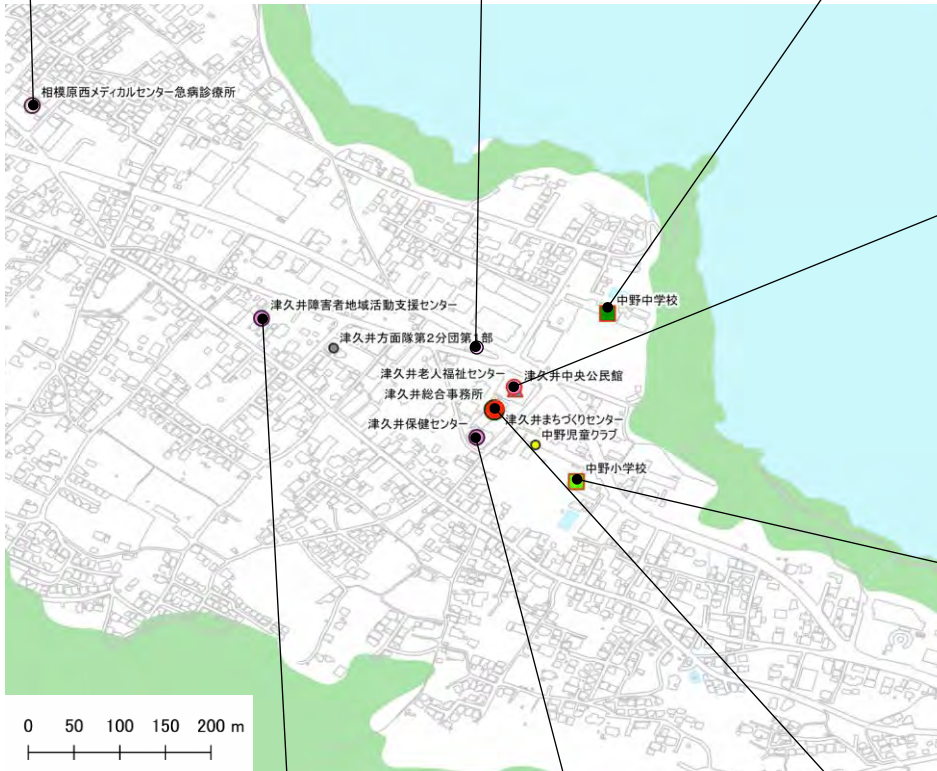 相模原西メディカルセンター急病診療所
津久井障害者地域活動支援センター
中野中学校
津久井方面隊第2分団第1部
津久井老人福祉センター
津久井中央公民館
津久井総合事務所
津久井まちづくりセンター
津久井保健センター
中野児童クラブ
中野小学校
0 50 100 150 200 m